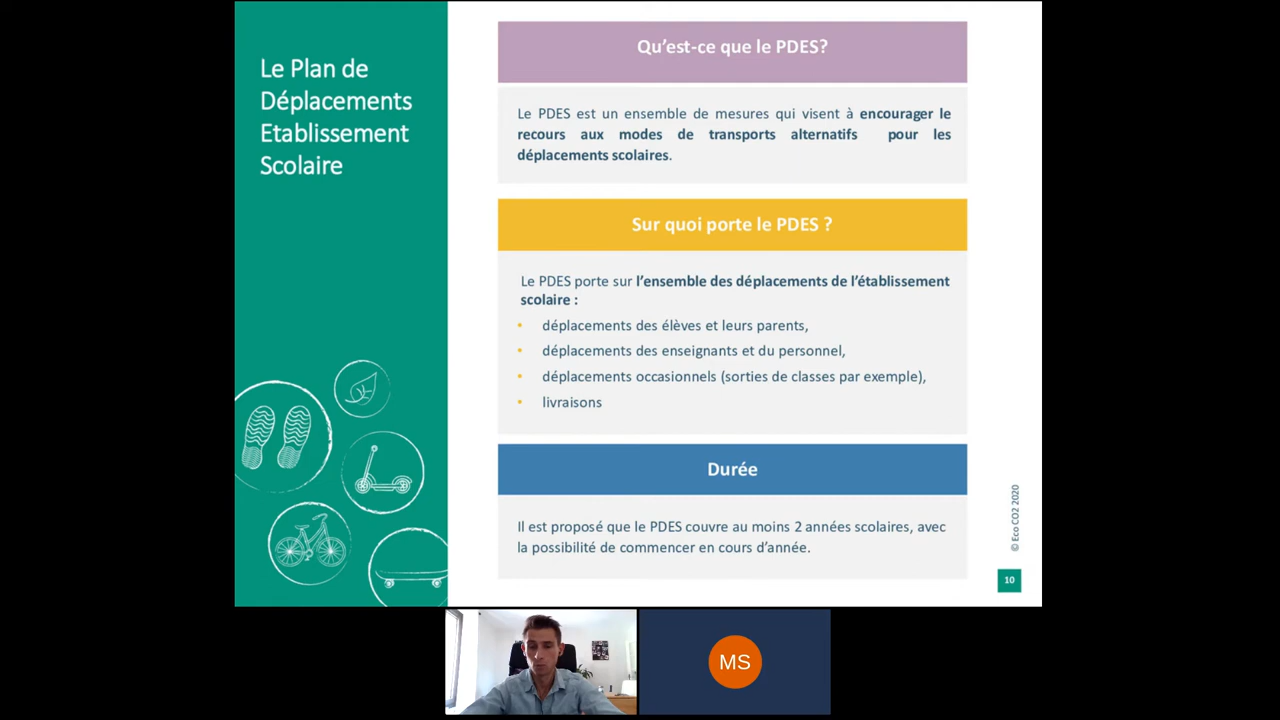 Le Plan de
Déplacements
Etablissement
Scolaire
Qu’est-ce que le PDES?
Le PDES est un ensemble de mesures qui visent à encourager le
recours aux modes de transports alternatifs pour les
déplacements scolaires.
Sur quoi porte le PDES ?
Le PDES porte sur l’ensemble des déplacements de l’établissement
scolaire :
• déplacements des élèves et leurs parents,
• déplacements des enseignants et du personnel,
• déplacements occasionnels (sorties de classes par exemple),
• livraisons
Durée
Il est proposé que le PDES couvre au moins 2 années scolaires, avec
la possibilité de commencer en cours d’année.
© Eco CO2 2020
10
MS